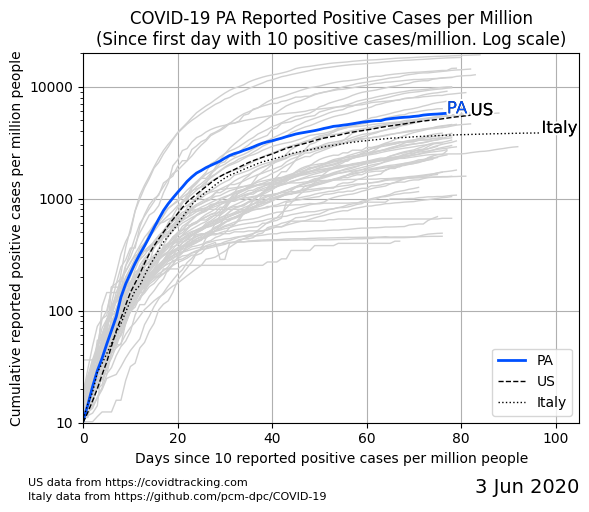 COVID-19 PA Reported Positive Cases per Million
(Since first day with 10 positive cases/million. Log scale)
Cumulative reported positive cases per million people
10000
1000
100
10
PA
US
Italy
PA
US
Italy
0
20
40
60
80
100
Days since 10 reported positive cases per million people
US data from https://covidtracking.com
Italy data from https://github.com/pcm-dpc/COVID-19
3 Jun 2020